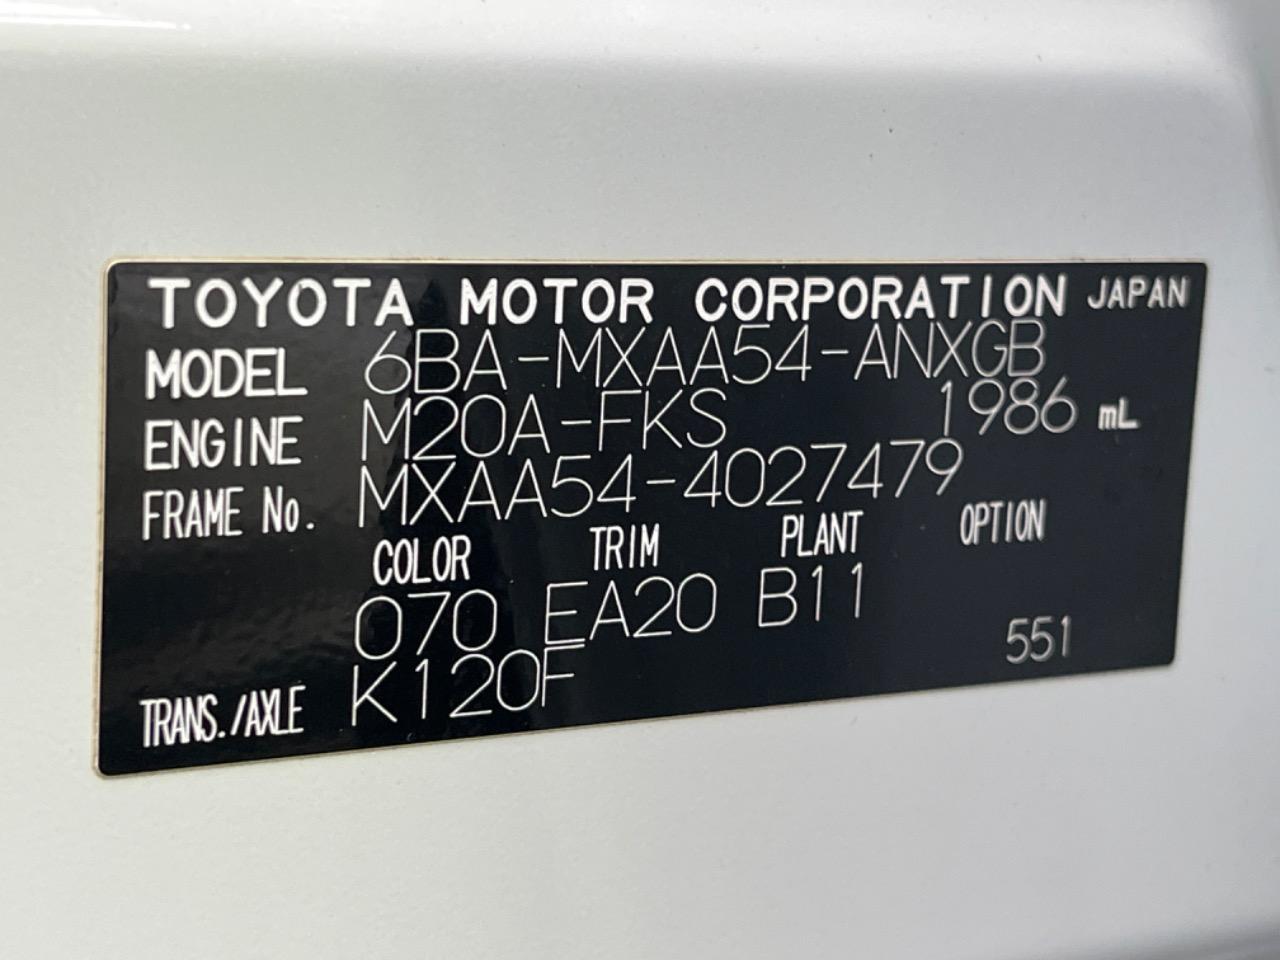 TOYOTA MOTOR CORPORATION JAPAN
MODEL 6BA-MXAA54-ANXGB
ENGINE M20A-FKS 1986 mL
FRAME No. MXAA54-4027479
COLOR TRIM PLANT OPTION
070 EA20 B11
TRANS./AXLE K120F 551